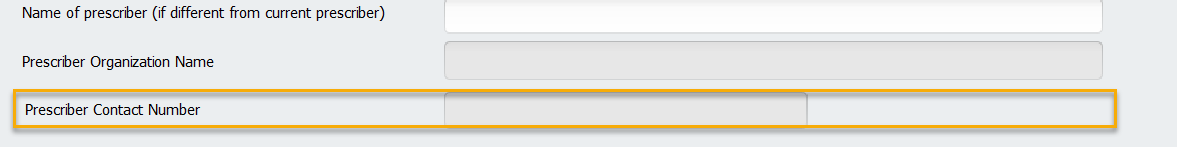 Name of prescriber (if different from current prescriber)
Prescriber Organization Name
Prescriber Contact Number